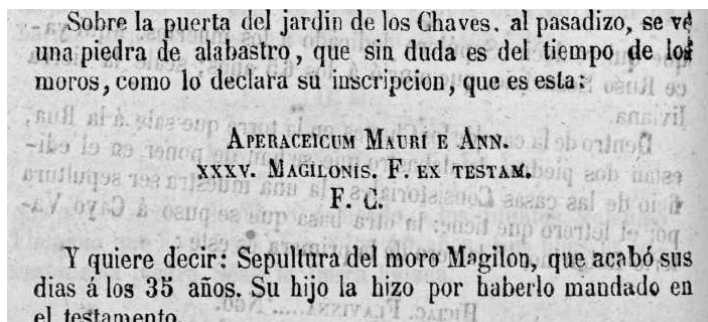 Sobre la puerta del jardin de los Chaves. al pasadizo, se vé
una piedra de alabastro, que sin duda es del tiempo de los
moros, como lo declara su inscripcion, que es esta:
APERACEICUM MAURI E ANN.
XXXV. MAGILONIS. F. EX TESTAM.
F. C.
Y quiere decir: Sepultura del moro Magilon, que acabó sus
dias á los 35 años. Su hijo la hizo por haberlo mandado en
el testamento.